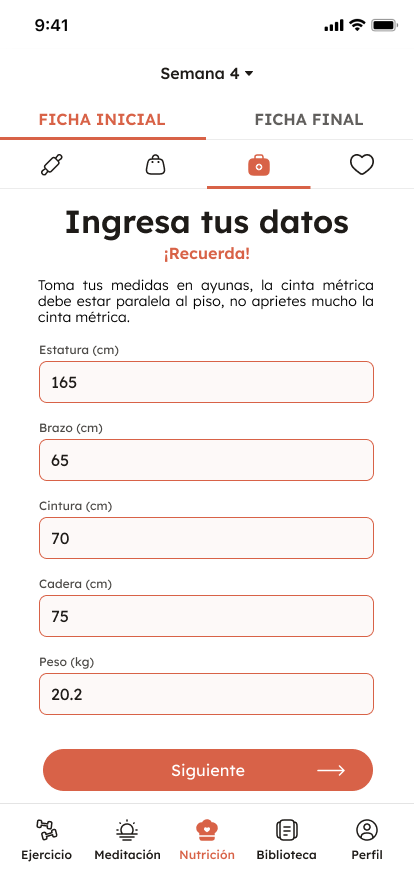 9:41
Semana 4
FICHA INICIAL
FICHA FINAL
Ingresa tus datos
¡Recuerda!
Toma tus medidas en ayunas, la cinta métrica
debe estar paralela al piso, no aprietes mucho la
cinta métrica.
Estatura (cm)
165
Brazo (cm)
65
Cintura (cm)
70
Cadera (cm)
75
Peso (kg)
20.2
Siguiente
Ejercicio
Meditación
Nutrición
Biblioteca
Perfil